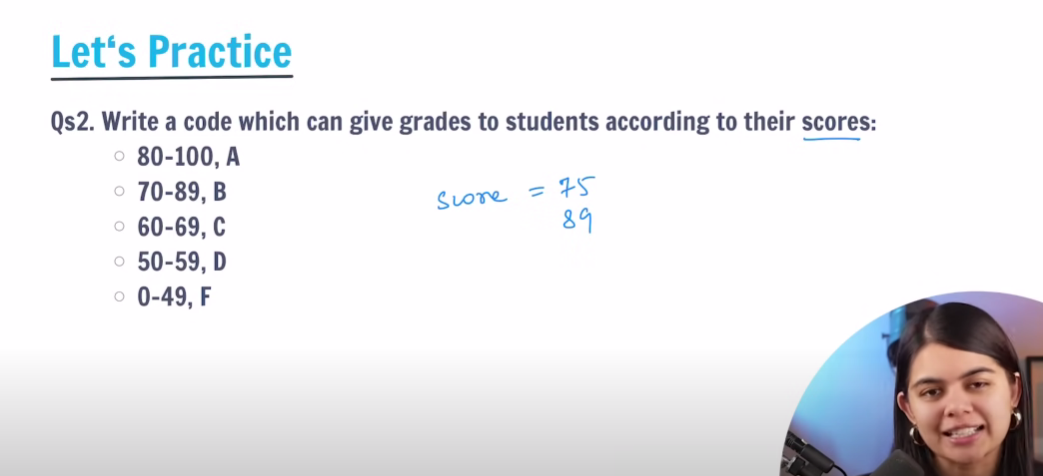 Let‘s Practice
Qs2. Write a code which can give grades to students according to their scores:
80-100, A
70-89, B
60-69, C
50-59, D
0-49, F
score = 75
89